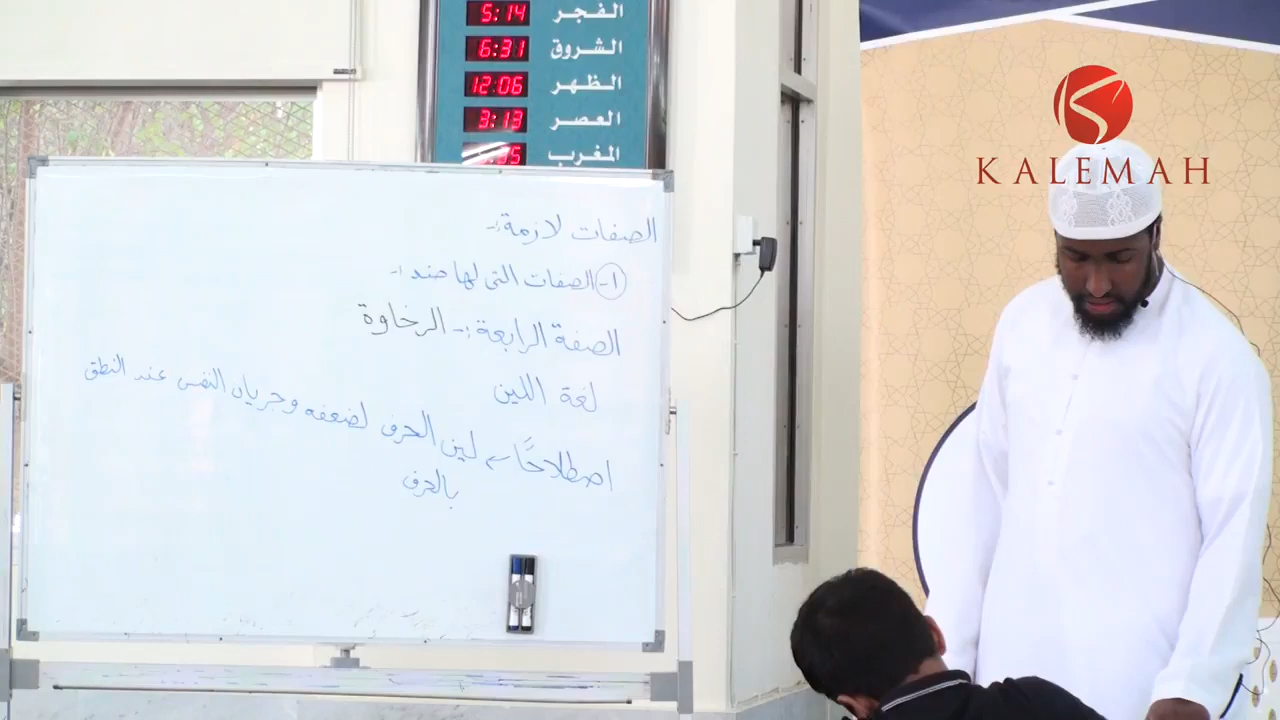 الفجر 5:14
الشروق 6:31
الظهر 12:06
العصر 3:13
المغرب
KALEMAH
الصفات لازمة:-
١- الصفات التي لها ضد :-
الصفة الرابعة :- الرخاوة
لغة اللين
اصطلاحًا → لين الحرف لضعفه وجريان النفس عند النطق
بالحرف